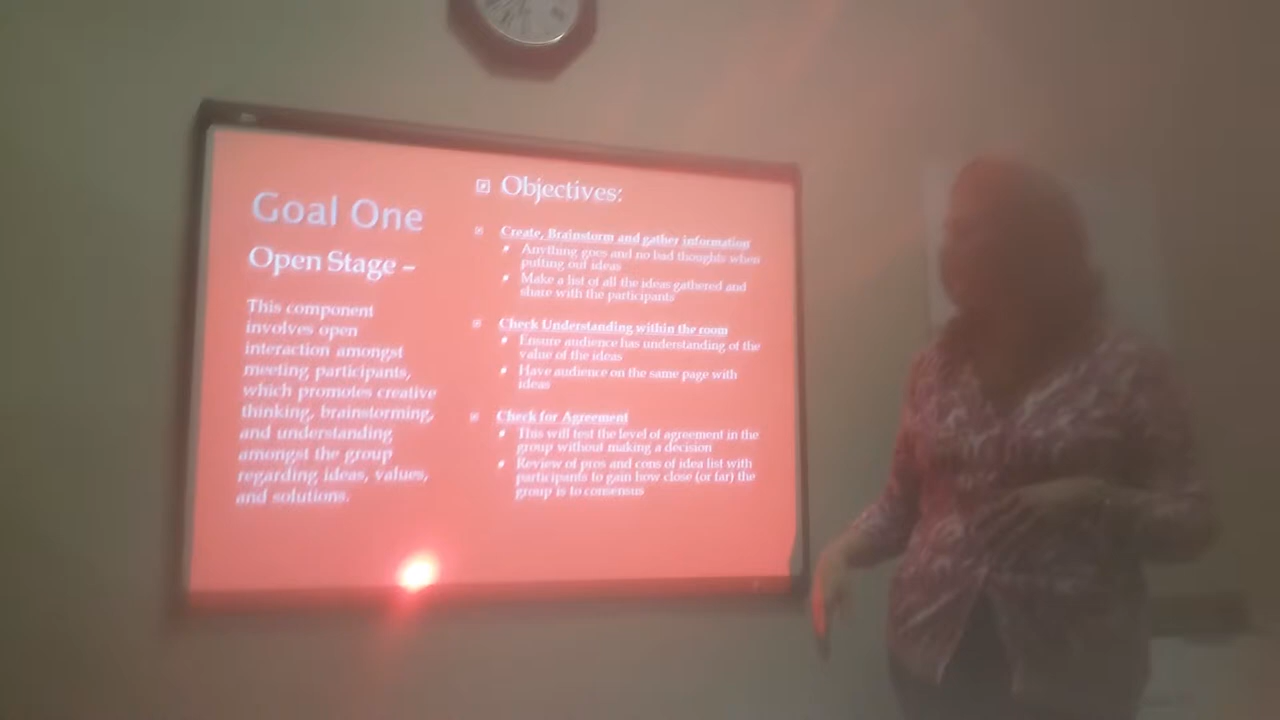 Goal One
Open Stage –
This component
involves open
interaction amongst
meeting participants,
which promotes creative
thinking, brainstorming,
and understanding
amongst the group
regarding ideas, values,
and solutions.
Objectives:
Create, Brainstorm and gather information
Anything goes and no bad thoughts when
putting out ideas
Make a list of all the ideas gathered and
share with the participants
Check Understanding within the room
Ensure audience has understanding of the
value of the ideas
Have audience on the same page with
ideas
Check for Agreement
This will test the level of agreement in the
group without making a decision
Review of pros and cons of idea list with
participants to gain how close (or far) the
group is to consensus